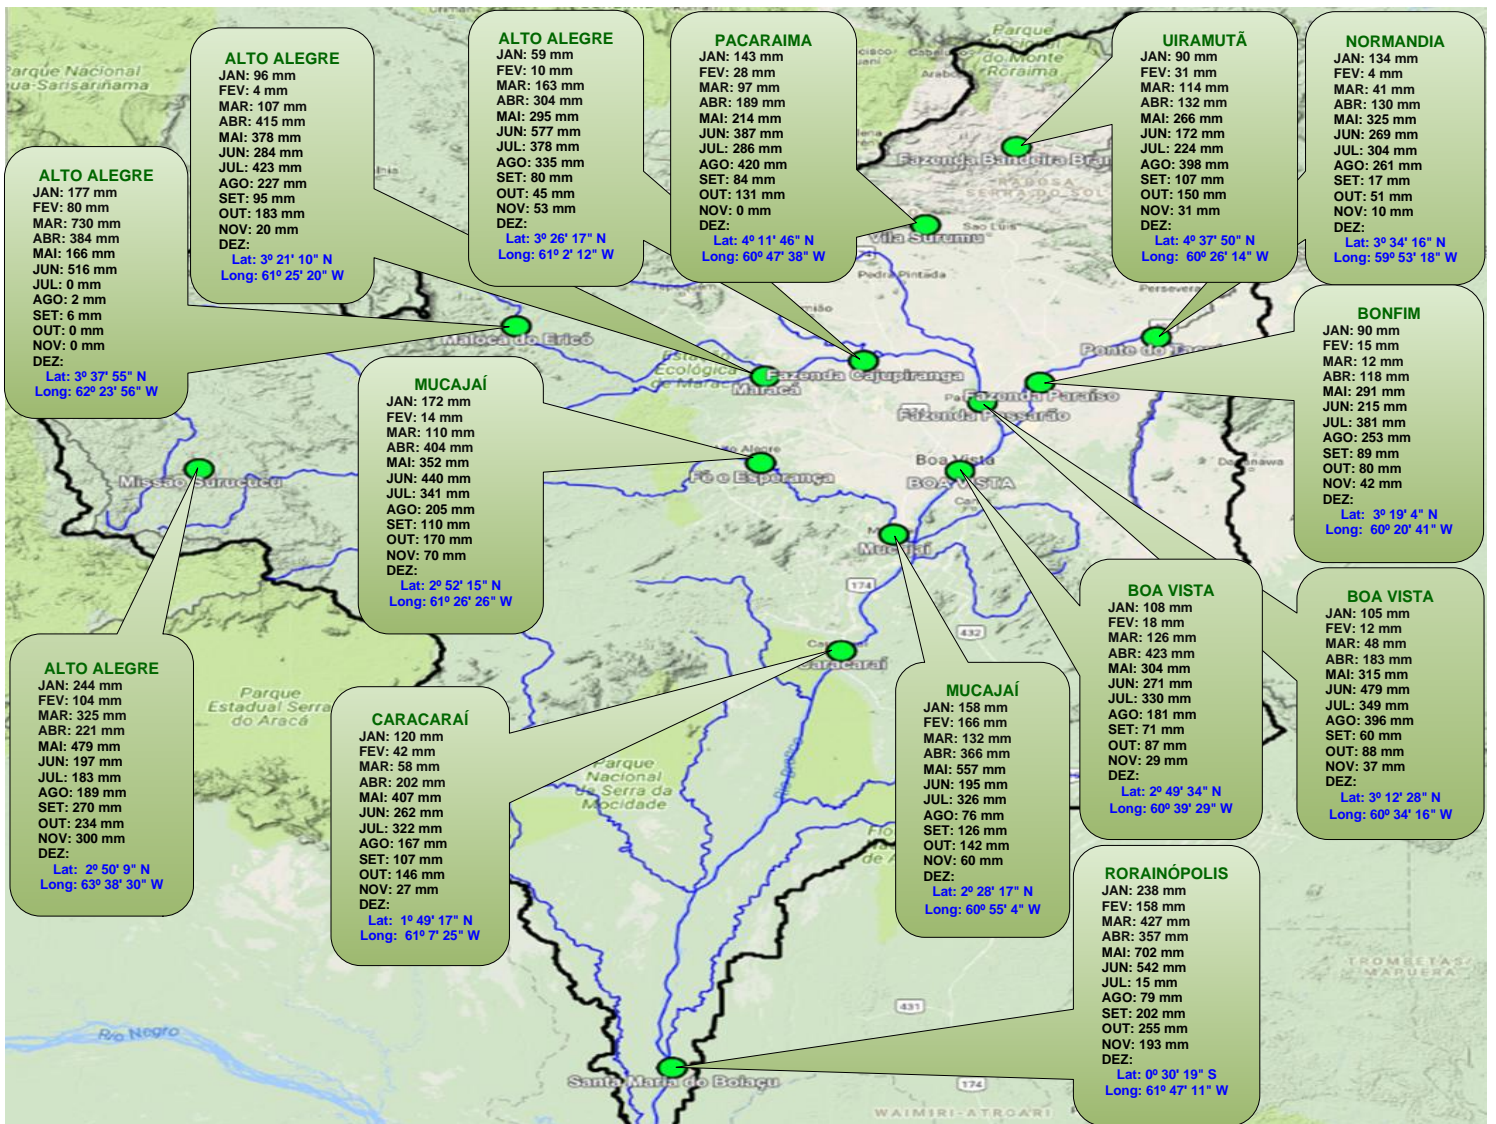 ALTO ALEGRE
JAN: 96 mm
FEV: 4 mm
MAR: 107 mm
ABR: 415 mm
MAI: 378 mm
JUN: 284 mm
JUL: 423 mm
AGO: 227 mm
SET: 95 mm
OUT: 183 mm
NOV: 20 mm
DEZ:
Lat: 3º 21' 10" N
Long: 61º 25' 20" W
ALTO ALEGRE
JAN: 59 mm
FEV: 10 mm
MAR: 163 mm
ABR: 304 mm
MAI: 295 mm
JUN: 577 mm
JUL: 378 mm
AGO: 335 mm
SET: 80 mm
OUT: 45 mm
NOV: 53 mm
DEZ:
Lat: 3º 26' 17" N
Long: 61º 2' 12" W
PACARAIMA
JAN: 143 mm
FEV: 28 mm
MAR: 97 mm
ABR: 189 mm
MAI: 214 mm
JUN: 387 mm
JUL: 286 mm
AGO: 420 mm
SET: 84 mm
OUT: 131 mm
NOV: 0 mm
DEZ:
Lat: 4º 11' 46" N
Long: 60º 47' 38" W
UIRAMUTÃ
JAN: 90 mm
FEV: 31 mm
MAR: 114 mm
ABR: 132 mm
MAI: 266 mm
JUN: 172 mm
JUL: 224 mm
AGO: 398 mm
SET: 107 mm
OUT: 150 mm
NOV: 31 mm
DEZ:
Lat: 4º 37' 50" N
Long: 60º 26' 14" W
NORMANDIA
JAN: 134 mm
FEV: 4 mm
MAR: 41 mm
ABR: 130 mm
MAI: 325 mm
JUN: 269 mm
JUL: 304 mm
AGO: 261 mm
SET: 17 mm
OUT: 51 mm
NOV: 10 mm
DEZ:
Lat: 3º 34' 16" N
Long: 59º 53' 18" W
ALTO ALEGRE
JAN: 177 mm
FEV: 80 mm
MAR: 730 mm
ABR: 384 mm
MAI: 166 mm
JUN: 516 mm
JUL: 0 mm
AGO: 2 mm
SET: 6 mm
OUT: 0 mm
NOV: 0 mm
DEZ:
Lat: 3º 37' 55" N
Long: 62º 23' 56" W
BONFIM
JAN: 90 mm
FEV: 15 mm
MAR: 12 mm
ABR: 118 mm
MAI: 291 mm
JUN: 215 mm
JUL: 381 mm
AGO: 253 mm
SET: 89 mm
OUT: 80 mm
NOV: 42 mm
DEZ:
Lat: 3º 19' 4" N
Long: 60º 20' 41" W
MUCAJAÍ
JAN: 172 mm
FEV: 14 mm
MAR: 110 mm
ABR: 404 mm
MAI: 352 mm
JUN: 440 mm
JUL: 341 mm
AGO: 205 mm
SET: 110 mm
OUT: 170 mm
NOV: 70 mm
DEZ:
Lat: 2º 52' 15" N
Long: 61º 26' 26" W
BOA VISTA
JAN: 108 mm
FEV: 18 mm
MAR: 126 mm
ABR: 423 mm
MAI: 304 mm
JUN: 271 mm
JUL: 330 mm
AGO: 181 mm
SET: 71 mm
OUT: 87 mm
NOV: 29 mm
DEZ:
Lat: 2º 49' 34" N
Long: 60º 39' 29" W
BOA VISTA
JAN: 105 mm
FEV: 12 mm
MAR: 48 mm
ABR: 183 mm
MAI: 315 mm
JUN: 479 mm
JUL: 349 mm
AGO: 396 mm
SET: 60 mm
OUT: 88 mm
NOV: 37 mm
DEZ:
Lat: 3º 12' 28" N
Long: 60º 34' 16" W
ALTO ALEGRE
JAN: 244 mm
FEV: 104 mm
MAR: 325 mm
ABR: 221 mm
MAI: 479 mm
JUN: 197 mm
JUL: 183 mm
AGO: 189 mm
SET: 270 mm
OUT: 234 mm
NOV: 300 mm
DEZ:
Lat: 2º 50' 9" N
Long: 63º 38' 30" W
CARACARAÍ
JAN: 120 mm
FEV: 42 mm
MAR: 58 mm
ABR: 202 mm
MAI: 407 mm
JUN: 262 mm
JUL: 322 mm
AGO: 167 mm
SET: 107 mm
OUT: 146 mm
NOV: 27 mm
DEZ:
Lat: 1º 49' 17" N
Long: 61º 7' 25" W
MUCAJAÍ
JAN: 158 mm
FEV: 166 mm
MAR: 132 mm
ABR: 366 mm
MAI: 557 mm
JUN: 195 mm
JUL: 326 mm
AGO: 76 mm
SET: 126 mm
OUT: 142 mm
NOV: 60 mm
DEZ:
Lat: 2º 28' 17" N
Long: 60º 55' 4" W
RORAINÓPOLIS
JAN: 238 mm
FEV: 158 mm
MAR: 427 mm
ABR: 357 mm
MAI: 702 mm
JUN: 542 mm
JUL: 15 mm
AGO: 79 mm
SET: 202 mm
OUT: 255 mm
NOV: 193 mm
DEZ:
Lat: 0º 30' 19" S
Long: 61º 47' 11" W
Parque Nacional
Vila Surumu
Pedra Pintada
Maloca do Ericó
Estação
Ecológica
de Maracá
Maracá
Fazenda Cajupiranga
Fazenda Paraíso
Fazenda Passarão
Missão Surucucu
Fé e Esperança
Boa Vista
BOA VISTA
Mucajaí
174
432
Caracaraí
Parque
Estadual Serra
do Aracá
Parque
Nacional
da Serra da
Mocidade
Rio Branco
Rio Negro
431
174
Santa Maria do Boiaçu
TROMBETAS/
MAPUERA
WAIMIRI-ATROARI